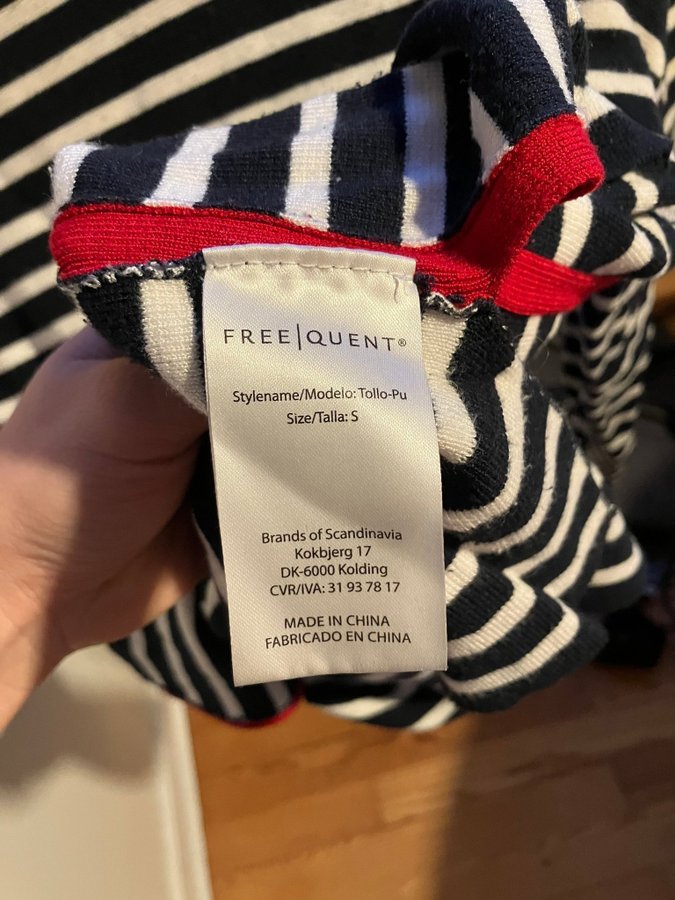 FREE|QUENT®
Stylename/Modelo: Tollo-Pu
Size/Talla: S
Brands of Scandinavia
Kokbjerg 17
DK-6000 Kolding
CVR/IVA: 31 93 78 17
MADE IN CHINA
FABRICADO EN CHINA